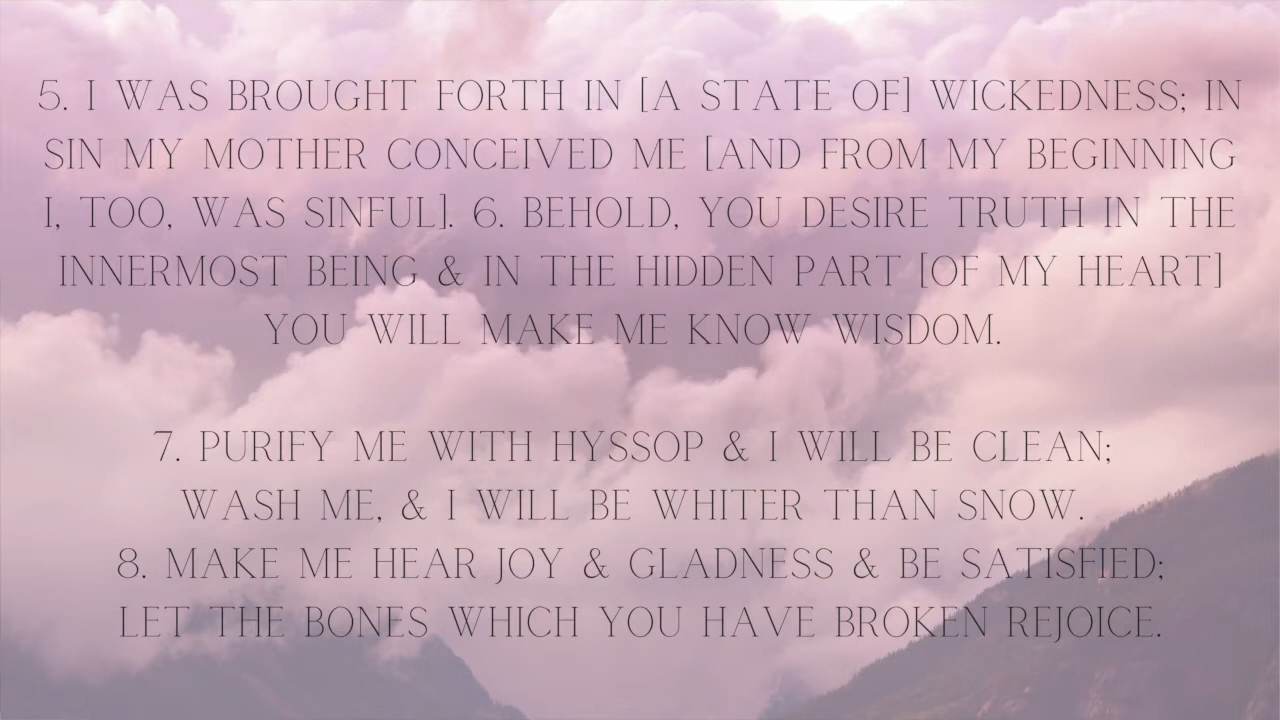 5. I WAS BROUGHT FORTH IN [A STATE OF] WICKEDNESS; IN
SIN MY MOTHER CONCEIVED ME [AND FROM MY BEGINNING
I, TOO, WAS SINFUL]. 6. BEHOLD, YOU DESIRE TRUTH IN THE
INNERMOST BEING & IN THE HIDDEN PART [OF MY HEART]
YOU WILL MAKE ME KNOW WISDOM.
7. PURIFY ME WITH HYSSOP & I WILL BE CLEAN;
WASH ME, & I WILL BE WHITER THAN SNOW.
8. MAKE ME HEAR JOY & GLADNESS & BE SATISFIED;
LET THE BONES WHICH YOU HAVE BROKEN REJOICE.